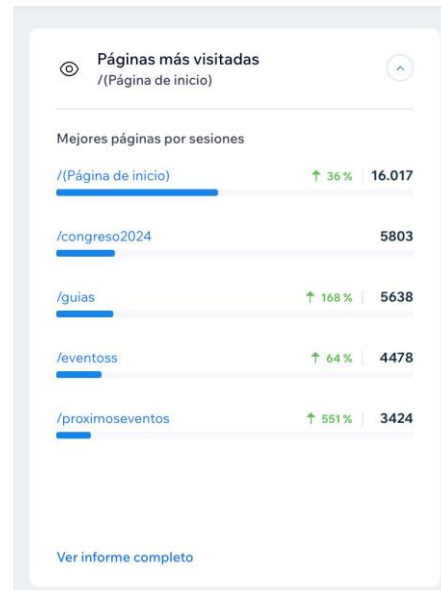 Páginas más visitadas
/(Página de inicio)
Mejores páginas por sesiones
/(Página de inicio) ↑ 36 % 16.017
/congreso2024 5803
/guias ↑ 168 % 5638
/eventoss ↑ 64 % 4478
/proximoseventos ↑ 551 % 3424
Ver informe completo